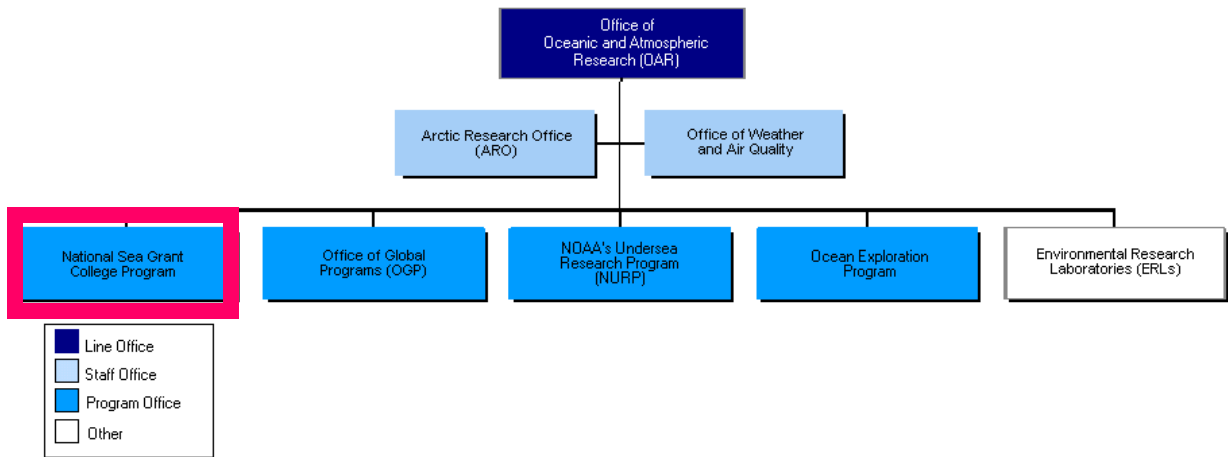 Office of
Oceanic and Atmospheric
Research (OAR)
Arctic Research Office
(ARO)
Office of Weather
and Air Quality
National Sea Grant
College Program
Office of Global
Programs (OGP)
NOAA's Undersea
Research Program
(NURP)
Ocean Exploration
Program
Environmental Research
Laboratories (ERLs)
Line Office
Staff Office
Program Office
Other